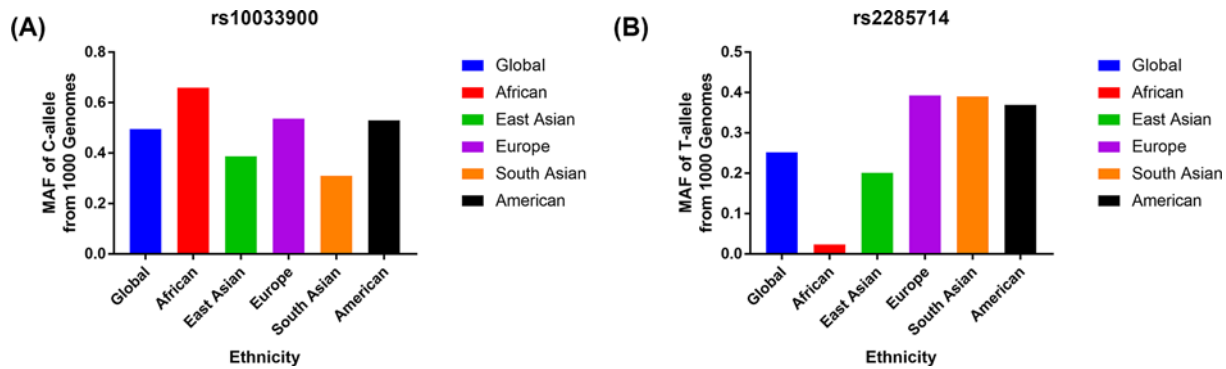 (A)
rs10033900
MAF of C-allele
from 1000 Genomes
0.8
0.6
0.4
0.2
0.0
Global
African
East Asian
Europe
South Asian
American
Ethnicity
Global
African
East Asian
Europe
South Asian
American
(B)
rs2285714
MAF of T-allele
from 1000 Genomes
0.5
0.4
0.3
0.2
0.1
0.0
Global
African
East Asian
Europe
South Asian
American
Ethnicity
Global
African
East Asian
Europe
South Asian
American